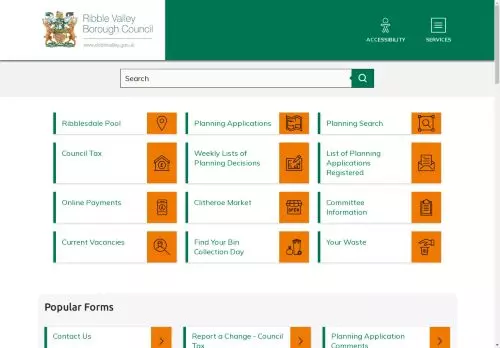 Ribble Valley
Borough Council
www.ribblevalley.gov.uk
ACCESSIBILITY
SERVICES
Search
Ribblesdale Pool
Planning Applications
Planning Search
Council Tax
Weekly Lists of
Planning Decisions
List of Planning
Applications
Registered
Online Payments
Clitheroe Market
OPEN
Committee
Information
Current Vacancies
Find Your Bin
Collection Day
Your Waste
Popular Forms
Contact Us
Report a Change - Council
Tax
Planning Application
Comments